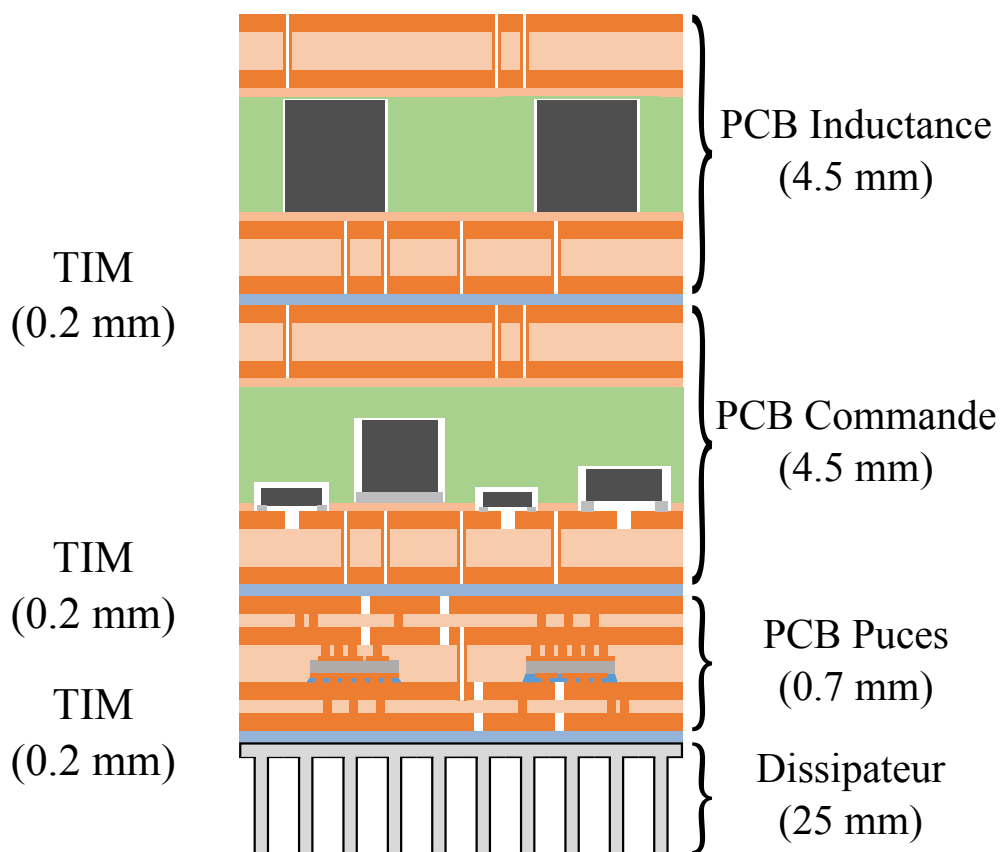 PCB Inductance
(4.5 mm)
TIM
(0.2 mm)
PCB Commande
(4.5 mm)
TIM
(0.2 mm)
PCB Puces
(0.7 mm)
TIM
(0.2 mm)
Dissipateur
(25 mm)